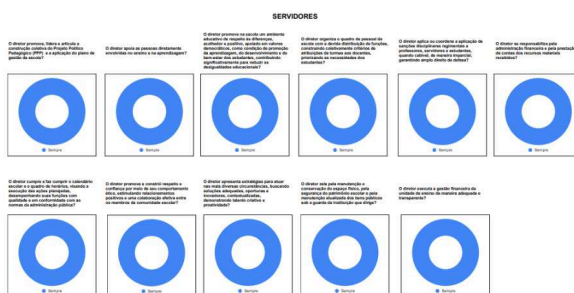 SERVIDORES
O diretor promove, lidera e articula a
construção coletiva do Projeto Político
Pedagógico (PPP) e a aplicação do plano de
gestão da escola?
Sempre
O diretor apoia as pessoas diretamente
envolvidas no ensino e na aprendizagem?
Sempre
O diretor promove na escola um ambiente
educativo de respeito às diferenças,
acolhedor e positivo, apoiado em valores
democráticos, como condição de promoção
da aprendizagem, do desenvolvimento e do
bem-estar dos estudantes, contribuindo
significativamente para reduzir as
desigualdades educacionais?
Sempre
O diretor organiza o quadro de pessoal da
escola com a devida distribuição de funções,
construindo coletivamente critérios de
atribuição de turmas aos docentes,
priorizando as necessidades dos
estudantes?
Sempre
O diretor aplica ou coordena a aplicação de
sanções disciplinares regimentais a
professores, servidores e estudantes,
quando cabível, de maneira imparcial,
garantindo amplo direito de defesa?
Sempre
O diretor se responsabiliza pela
administração financeira e pela prestação
de contas dos recursos materiais
recebidos?
Sempre
O diretor cumpre e faz cumprir o calendário
escolar e o quadro de horários, visando a
execução das ações planejadas,
desempenhando suas funções com
qualidade e em conformidade com as
normas da administração pública?
Sempre
O diretor promove e constrói respeito e
confiança por meio de seu comportamento
ético, estimulando relacionamentos
positivos e uma colaboração efetiva entre
os membros da comunidade escolar?
Sempre
O diretor apresenta estratégias para atuar
nas mais diversas circunstâncias, buscando
soluções adequadas, oportunas e
inovadoras, contextualizadas,
demonstrando talento criativo e
proatividade?
Sempre
O diretor zela pela manutenção e
conservação do espaço físico, pela
segurança do patrimônio escolar e pela
manutenção atualizada dos bens públicos
sob a guarda da instituição que dirige?
Sempre
O diretor executa a gestão financeira da
unidade de ensino de maneira adequada e
transparente?
Sempre